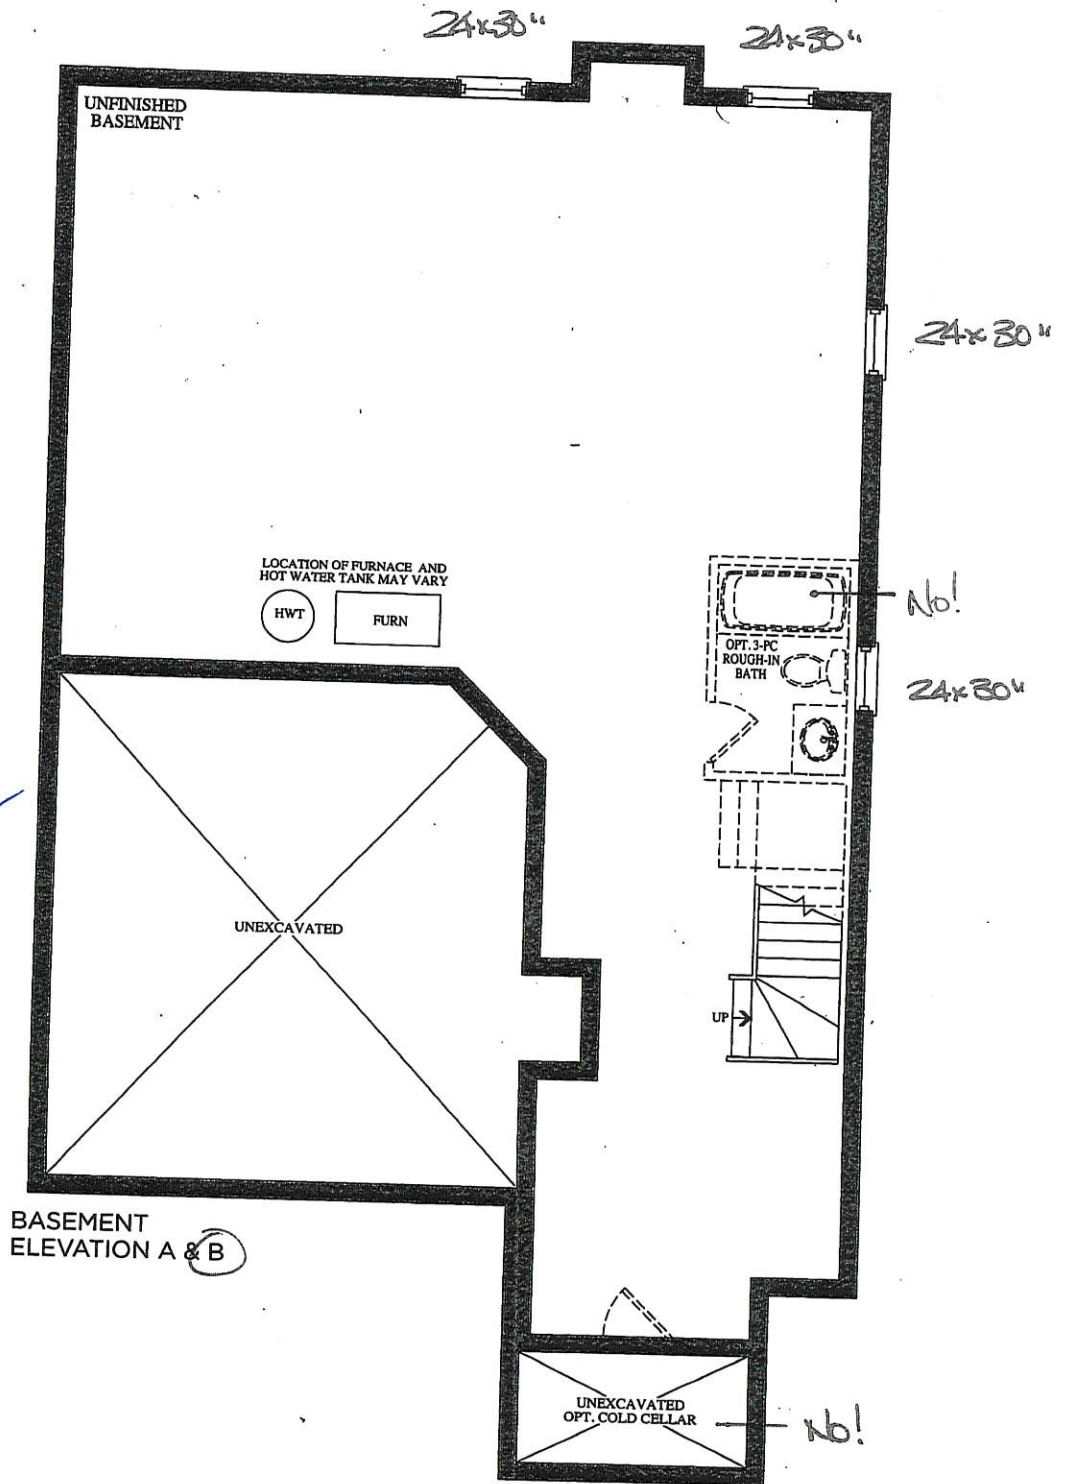 24x30"
24x30"
UNFINISHED
BASEMENT
24x30"
LOCATION OF FURNACE AND
HOT WATER TANK MAY VARY
HWT
FURN
No!
OPT. 3-PC
ROUGH-IN
BATH
24x30"
UNEXCAVATED
UP
BASEMENT
ELEVATION A & B
UNEXCAVATED
OPT. COLD CELLAR
No!